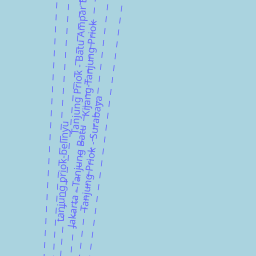 tanjung priok-belinyu
Tanjung Priok - Batu Ampar
Jakarta - Tanjung Batu - Kijang
Tanjung Priok
Tanjung Priok - Surabaya